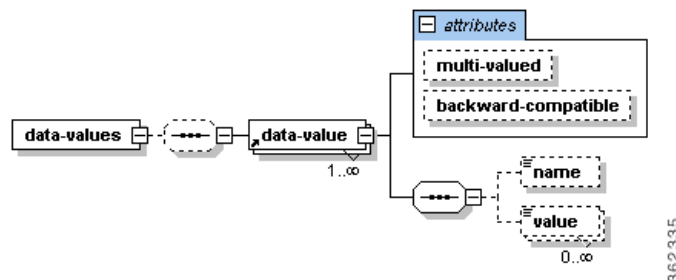 attributes
multi-valued
backward-compatible
data-values
data-value
1..∞
name
value
0..∞
362335